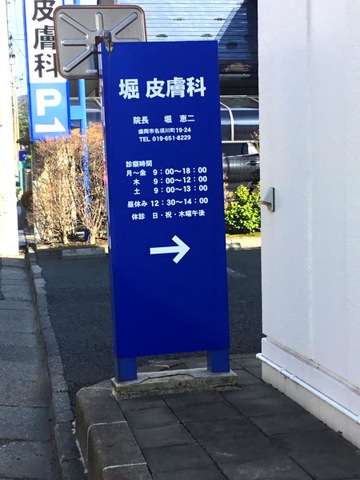 皮膚科
P
堀 皮膚科
院長 堀 恵二
盛岡市名須川町19-24
TEL 019-651-8229
診察時間
月〜金 9:00〜18:00
木 9:00〜12:00
土 9:00〜13:00
昼休み 12:30〜14:00
休診 日・祝・木曜午後